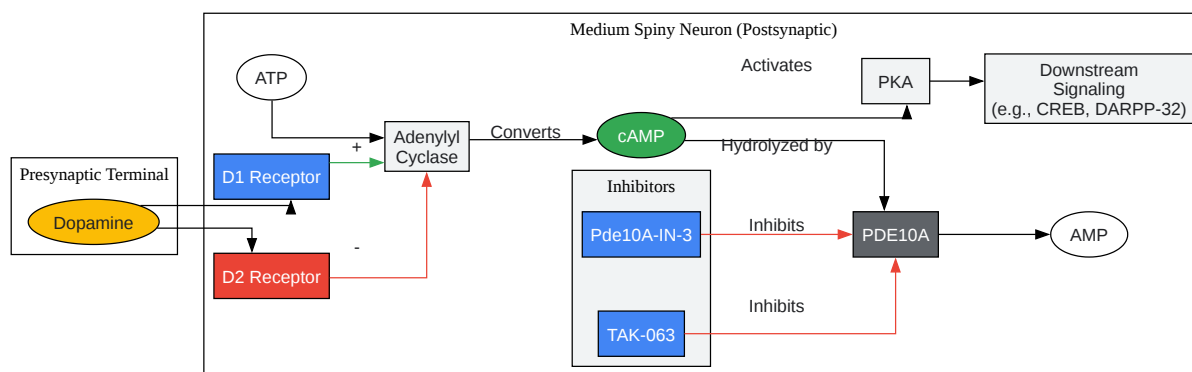 Medium Spiny Neuron (Postsynaptic)
ATP
Activates
PKA
Downstream
Signaling
(e.g., CREB, DARPP-32)
Adenylyl
Cyclase
Converts
cAMP
Hydrolyzed by
+
Presynaptic Terminal
Dopamine
D1 Receptor
-
D2 Receptor
Inhibitors
Pde10A-IN-3
Inhibits
PDE10A
AMP
TAK-063
Inhibits